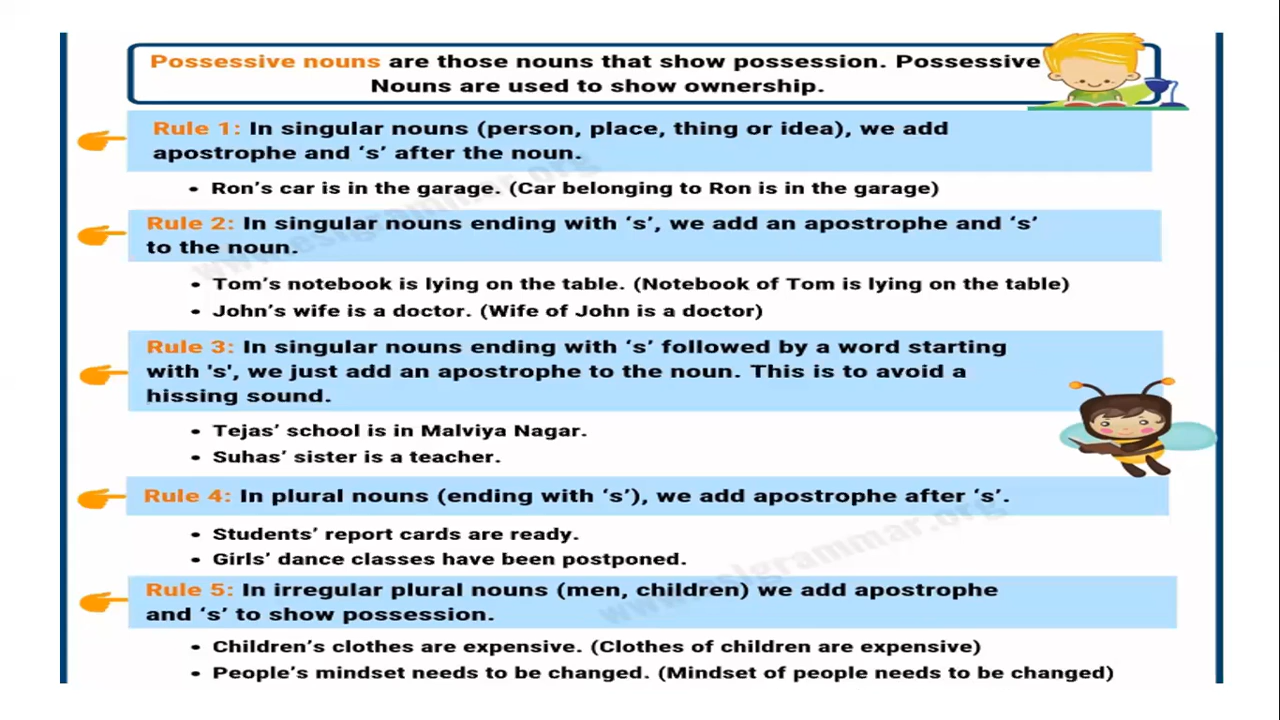 Possessive nouns are those nouns that show possession. Possessive
Nouns are used to show ownership.
Rule 1: In singular nouns (person, place, thing or idea), we add
apostrophe and ‘s’ after the noun.
• Ron’s car is in the garage. (Car belonging to Ron is in the garage)
Rule 2: In singular nouns ending with ‘s’, we add an apostrophe and ‘s’
to the noun.
• Tom’s notebook is lying on the table. (Notebook of Tom is lying on the table)
• John’s wife is a doctor. (Wife of John is a doctor)
Rule 3: In singular nouns ending with ‘s’ followed by a word starting
with 's', we just add an apostrophe to the noun. This is to avoid a
hissing sound.
• Tejas’ school is in Malviya Nagar.
• Suhas’ sister is a teacher.
Rule 4: In plural nouns (ending with ‘s’), we add apostrophe after ‘s’.
• Students’ report cards are ready.
• Girls’ dance classes have been postponed.
Rule 5: In irregular plural nouns (men, children) we add apostrophe
and ‘s’ to show possession.
• Children’s clothes are expensive. (Clothes of children are expensive)
• People’s mindset needs to be changed. (Mindset of people needs to be changed)
www.eslgrammar.org
www.eslgrammar.org